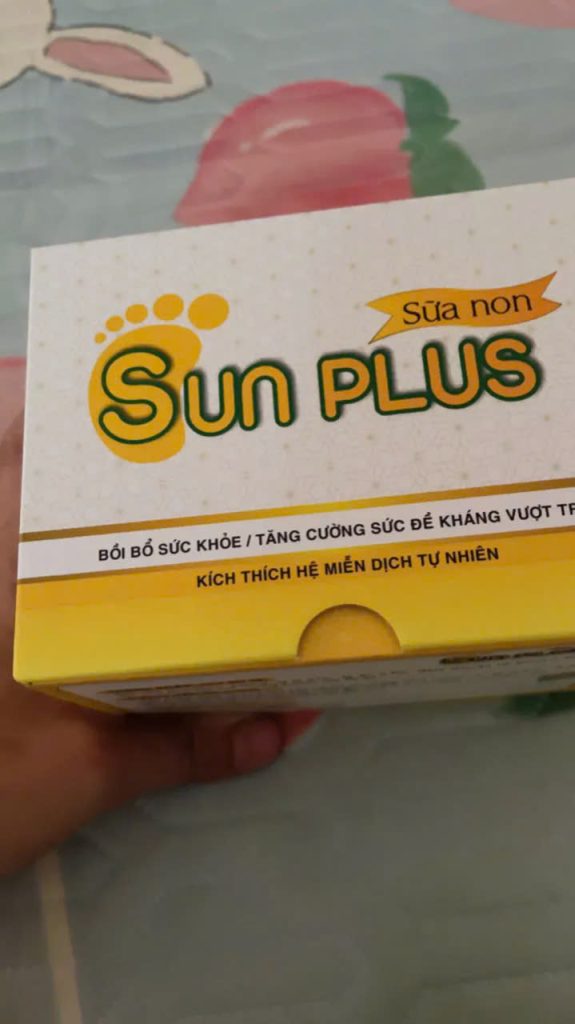 Sữa non
Sun PLUS
BỒI BỔ SỨC KHỎE / TĂNG CƯỜNG SỨC ĐỀ KHÁNG VƯỢT
KÍCH THÍCH HỆ MIỄN DỊCH TỰ NHIÊN